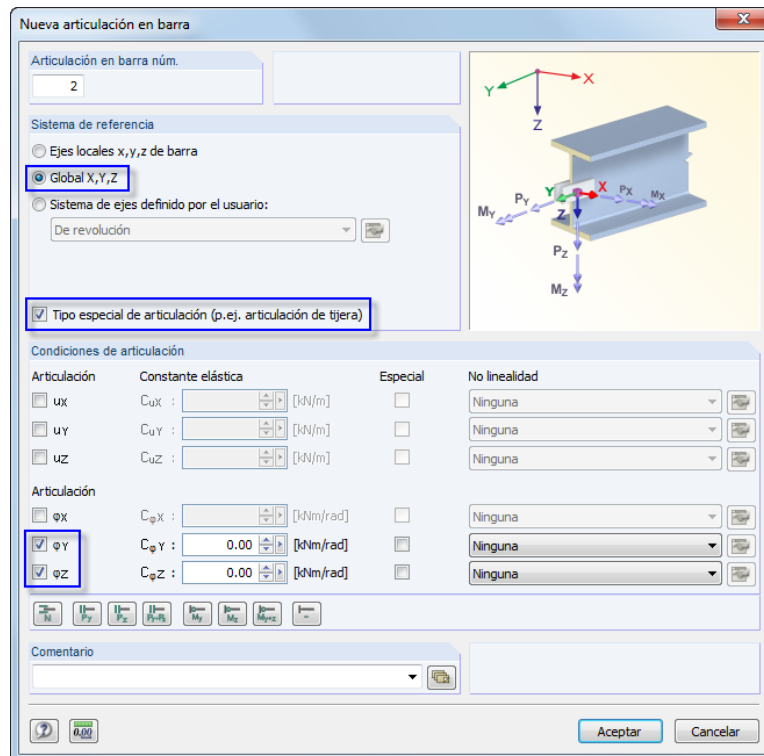 Nueva articulación en barra
Articulación en barra núm.
2
Sistema de referencia
Ejes locales x,y,z de barra
Global X,Y,Z
Sistema de ejes definido por el usuario:
De revolución
Tipo especial de articulación (p.ej. articulación de tijera)
Y X
Z
Y X PX MX
MY PY Z
PZ
MZ
Condiciones de articulación
Articulación Constante elástica Especial No linealidad
uX CuX : [kN/m] Ninguna
uY CuY : [kN/m] Ninguna
uZ CuZ : [kN/m] Ninguna
Articulación
φX CφX : [kNm/rad] Ninguna
φY CφY : 0.00 [kNm/rad] Ninguna
φZ CφZ : 0.00 [kNm/rad] Ninguna
N Py Pz Py-Pz My Mz My+z -
Comentario
0.00 Aceptar Cancelar